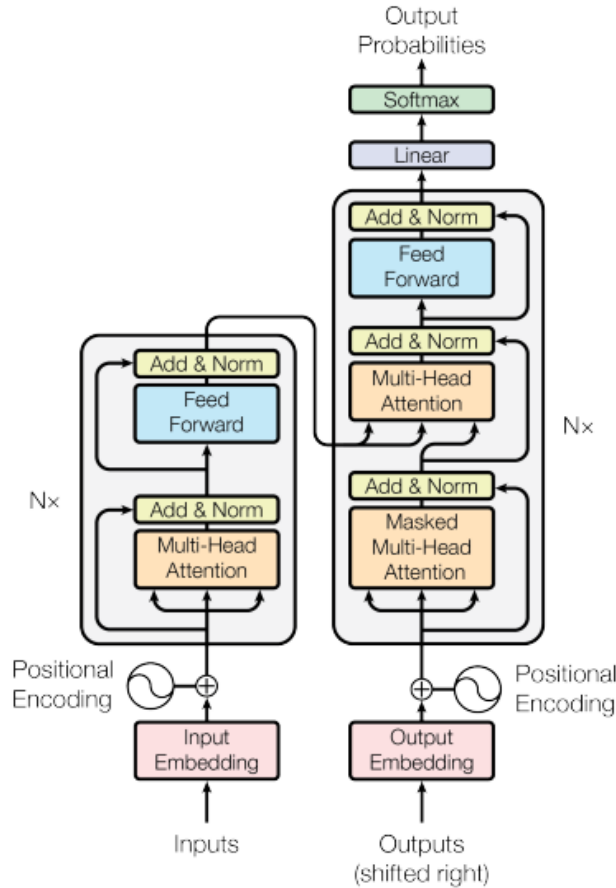 Output
Probabilities
Softmax
Linear
Add & Norm
Feed
Forward
Add & Norm
Multi-Head
Attention
Add & Norm
Masked
Multi-Head
Attention
Nx
Add & Norm
Feed
Forward
Add & Norm
Multi-Head
Attention
Nx
Positional
Encoding
Positional
Encoding
Input
Embedding
Output
Embedding
Inputs
Outputs
(shifted right)